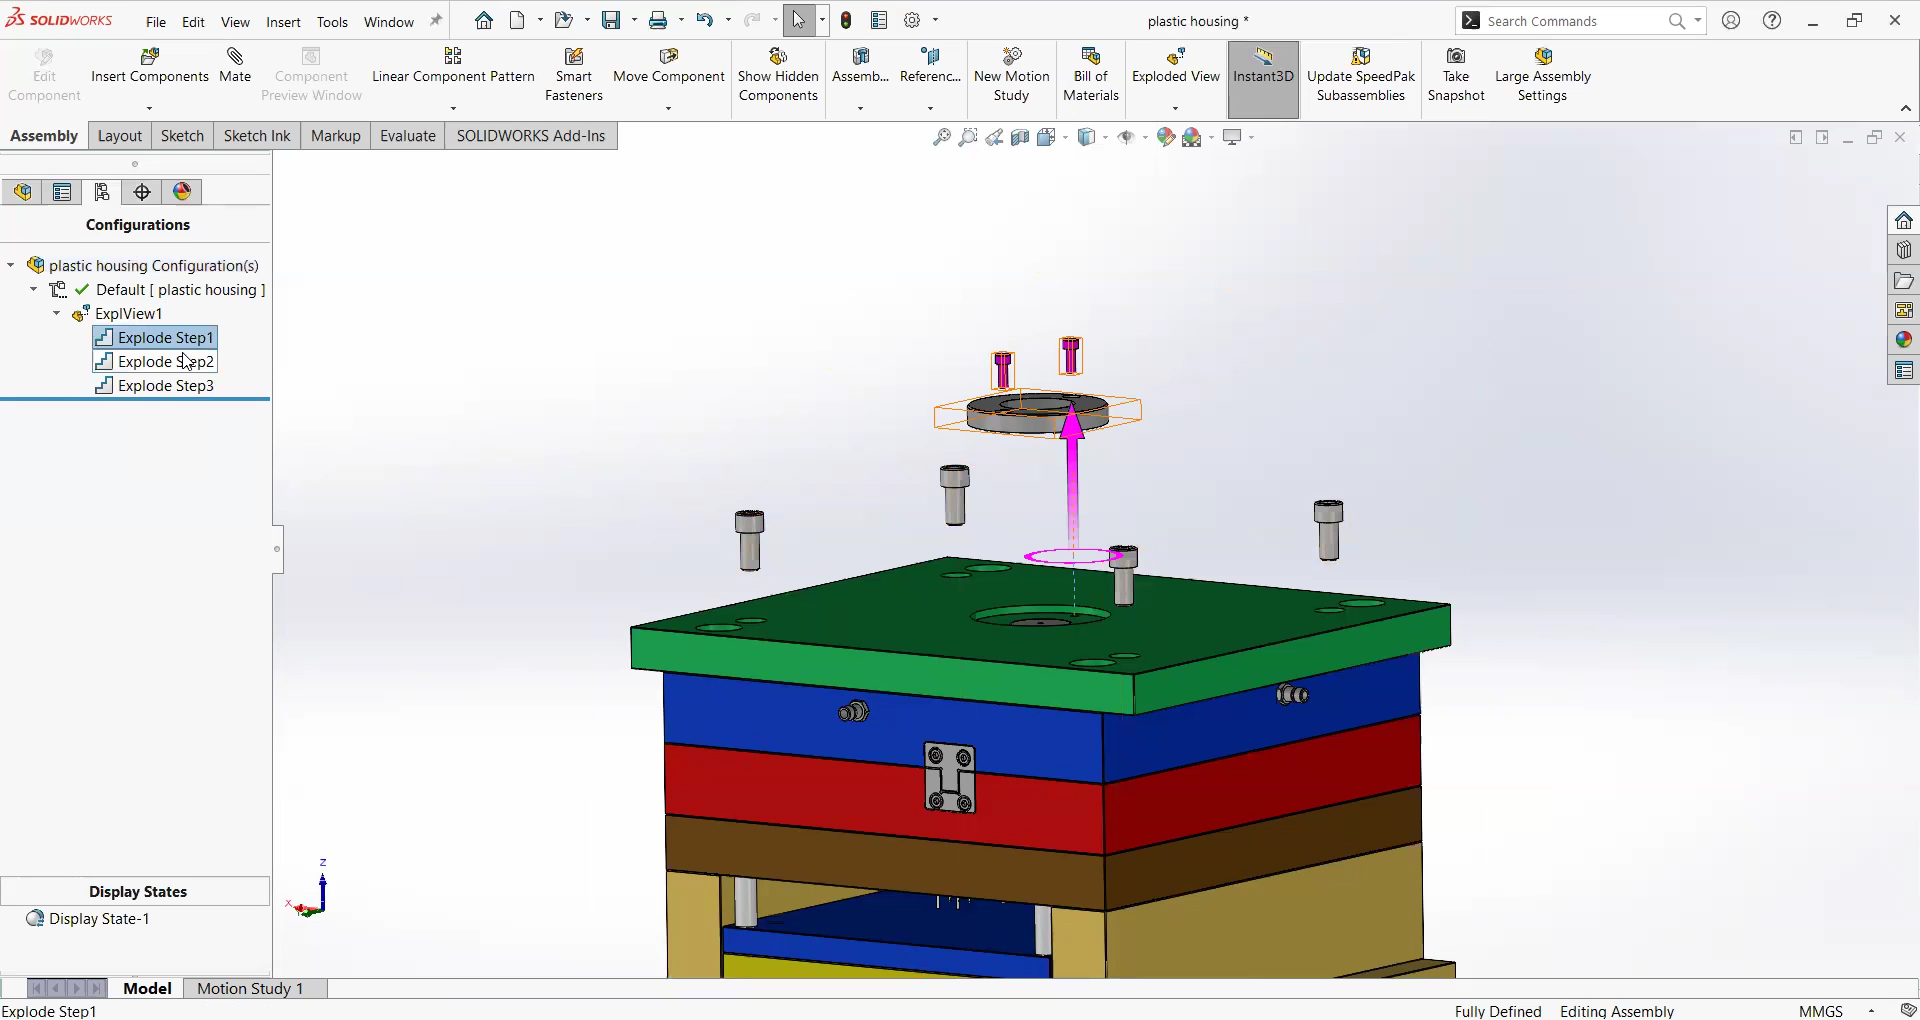 SOLIDWORKS
File Edit View Insert Tools Window
plastic housing *
Search Commands
Edit
Component
Insert Components
Mate
Component
Preview Window
Linear Component Pattern
Smart
Fasteners
Move Component
Show Hidden
Components
Assemb...
Referenc...
New Motion
Study
Bill of
Materials
Exploded View
Instant3D
Update SpeedPak
Subassemblies
Take
Snapshot
Large Assembly
Settings
Assembly Layout Sketch Sketch Ink Markup Evaluate SOLIDWORKS Add-Ins
Configurations
plastic housing Configuration(s)
Default [ plastic housing ]
ExplView1
Explode Step1
Explode Step2
Explode Step3
Z
X
Display States
Display State-1
Model Motion Study 1
Explode Step1
Fully Defined Editing Assembly MMGS